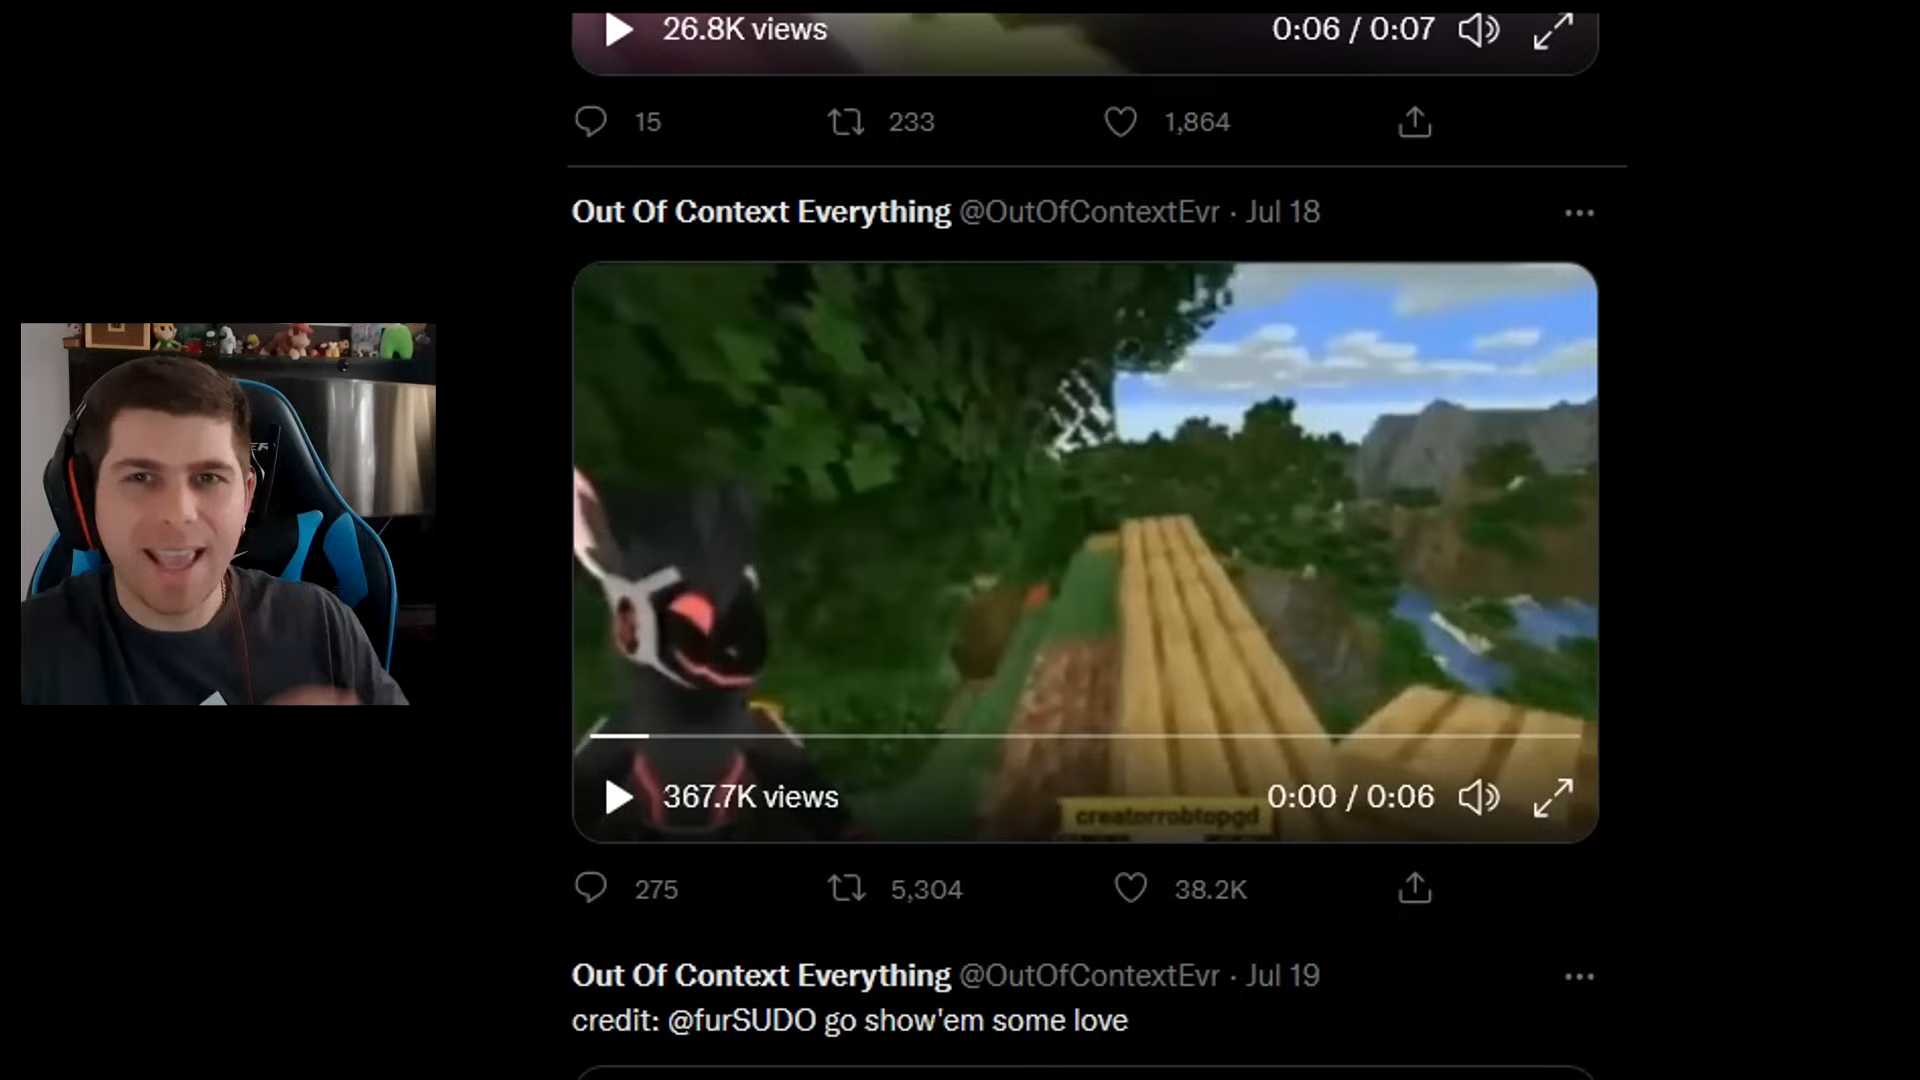 26.8K views
0:06 / 0:07
15
233
1,864
Out Of Context Everything @OutOfContextEvr · Jul 18
367.7K views
0:00 / 0:06
creatorrobtopgd
275
5,304
38.2K
Out Of Context Everything @OutOfContextEvr · Jul 19
credit: @furSUDO go show'em some love